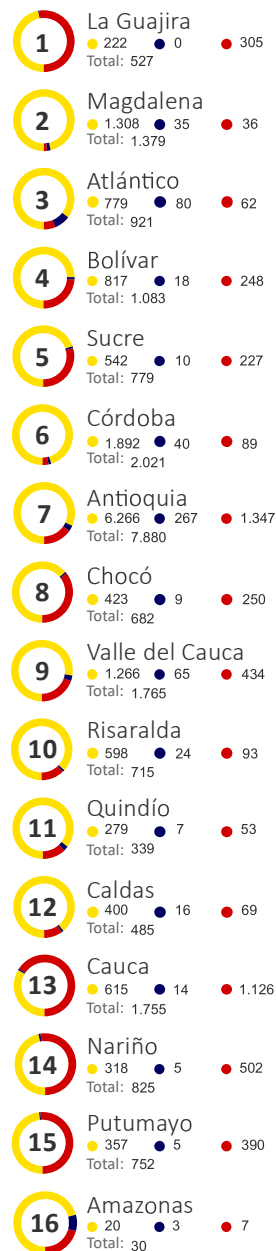 1
La Guajira
222 0 305
Total: 527
2
Magdalena
1.308 35 36
Total: 1.379
3
Atlántico
779 80 62
Total: 921
4
Bolívar
817 18 248
Total: 1.083
5
Sucre
542 10 227
Total: 779
6
Córdoba
1.892 40 89
Total: 2.021
7
Antioquia
6.266 267 1.347
Total: 7.880
8
Chocó
423 9 250
Total: 682
9
Valle del Cauca
1.266 65 434
Total: 1.765
10
Risaralda
598 24 93
Total: 715
11
Quindío
279 7 53
Total: 339
12
Caldas
400 16 69
Total: 485
13
Cauca
615 14 1.126
Total: 1.755
14
Nariño
318 5 502
Total: 825
15
Putumayo
357 5 390
Total: 752
16
Amazonas
20 3 7
Total: 30